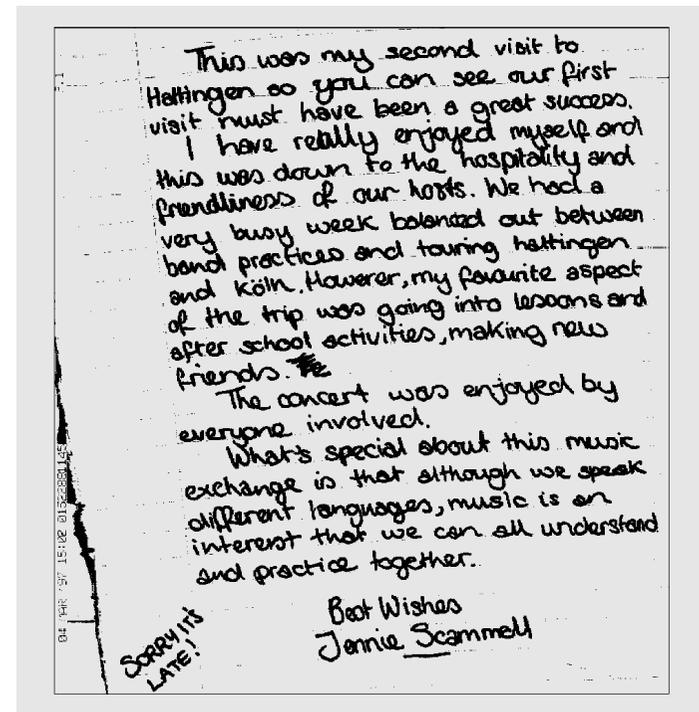 This was my second visit to
Hattingen so you can see our first
visit must have been a great success.
I have really enjoyed myself and
this was down to the hospitality and
friendliness of our hosts. We had a
very busy week balanced out between
band practices and touring hattingen
and Köln. However, my favourite aspect
of the trip was going into lessons and
after school activities, making new
friends.
The concert was enjoyed by
everyone involved.
What's special about this music
exchange is that although we speak
different languages, music is an
interest that we can all understand
and practice together.
Best Wishes
Jennie Scammell
SORRY IT'S
LATE!
04 MAR '97 15:02 01522881145